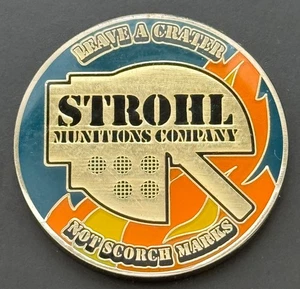 LEAVE A CRATER
STROHL
MUNITIONS COMPANY
NOT SCORCH MARKS